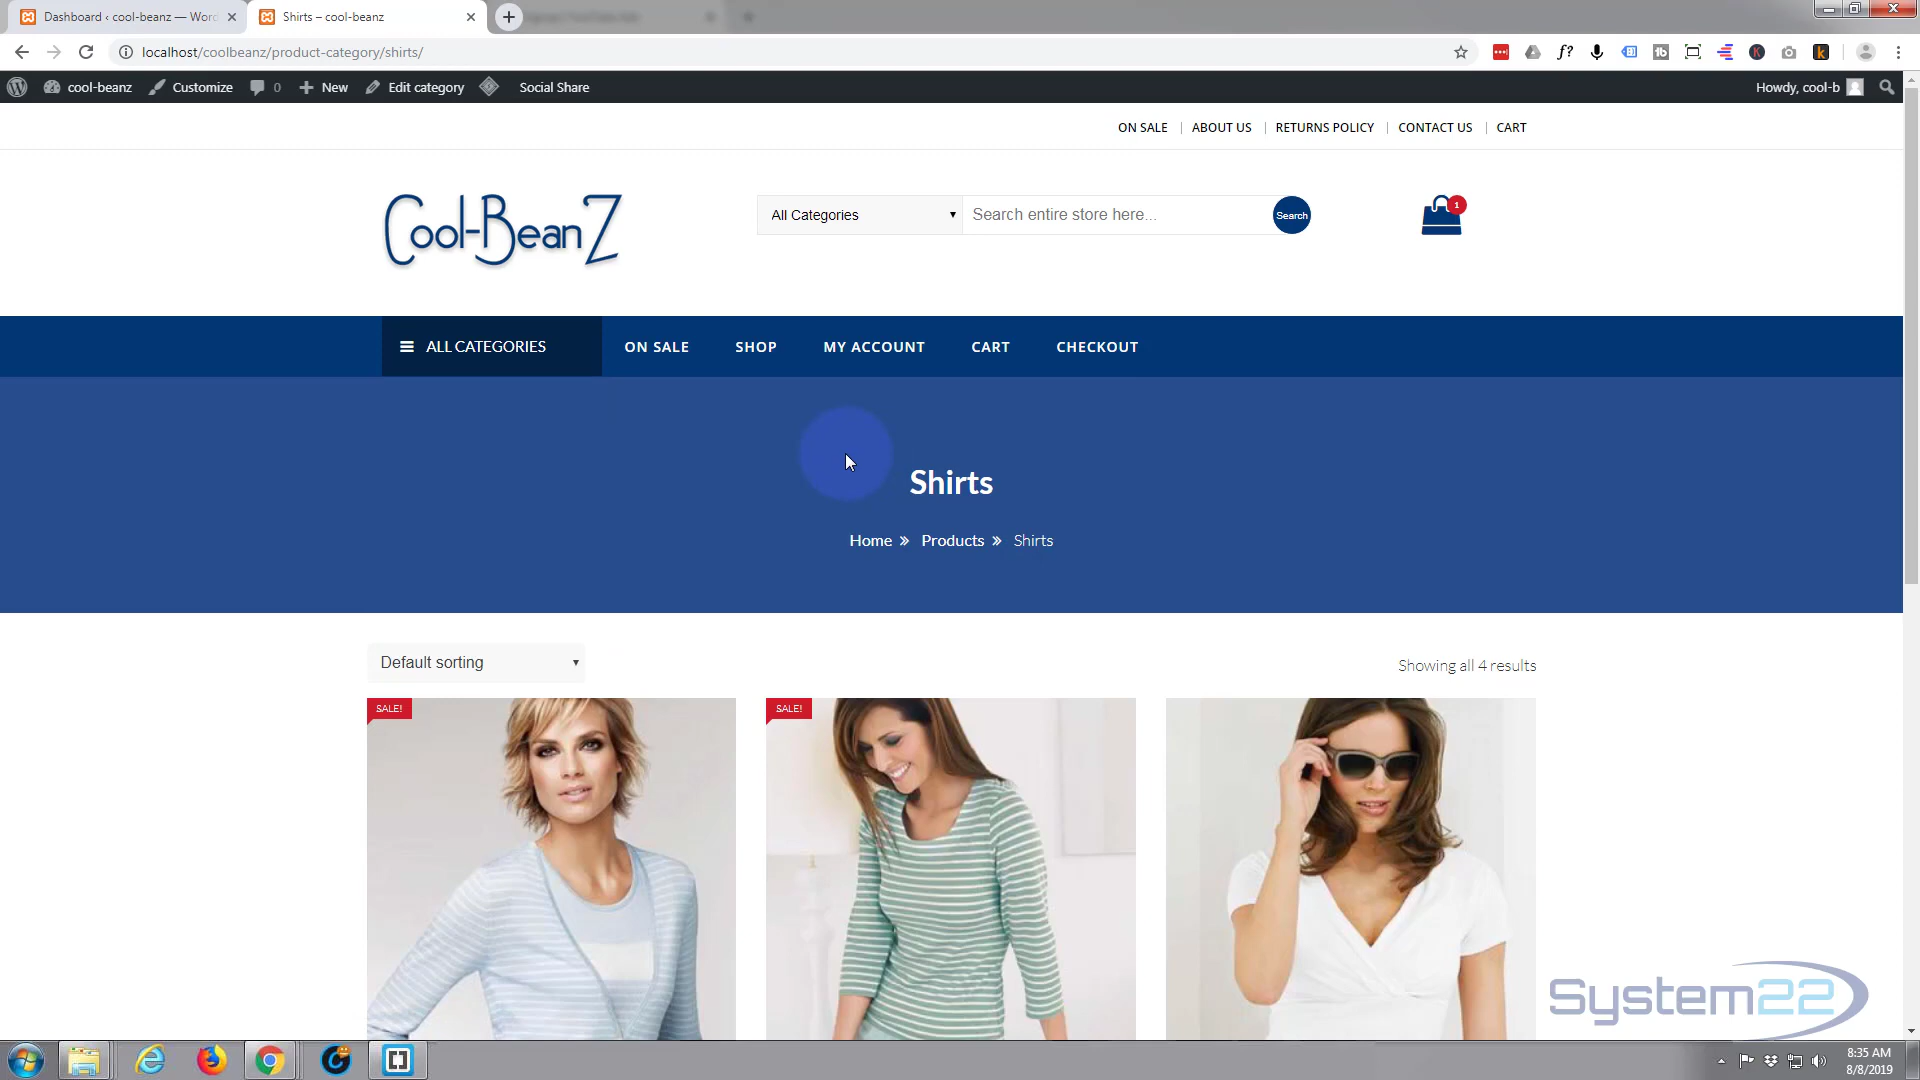 Dashboard ‹ cool-beanz — Word
Shirts – cool-beanz
localhost/coolbeanz/product-category/shirts/
cool-beanz
Customize
0
New
Edit category
Social Share
Howdy, cool-b
ON SALE
ABOUT US
RETURNS POLICY
CONTACT US
CART
Cool-BeanZ
All Categories
Search entire store here...
Search
1
ALL CATEGORIES
ON SALE
SHOP
MY ACCOUNT
CART
CHECKOUT
Shirts
Home » Products » Shirts
Default sorting
Showing all 4 results
SALE!
SALE!
System22
8:35 AM
8/8/2019